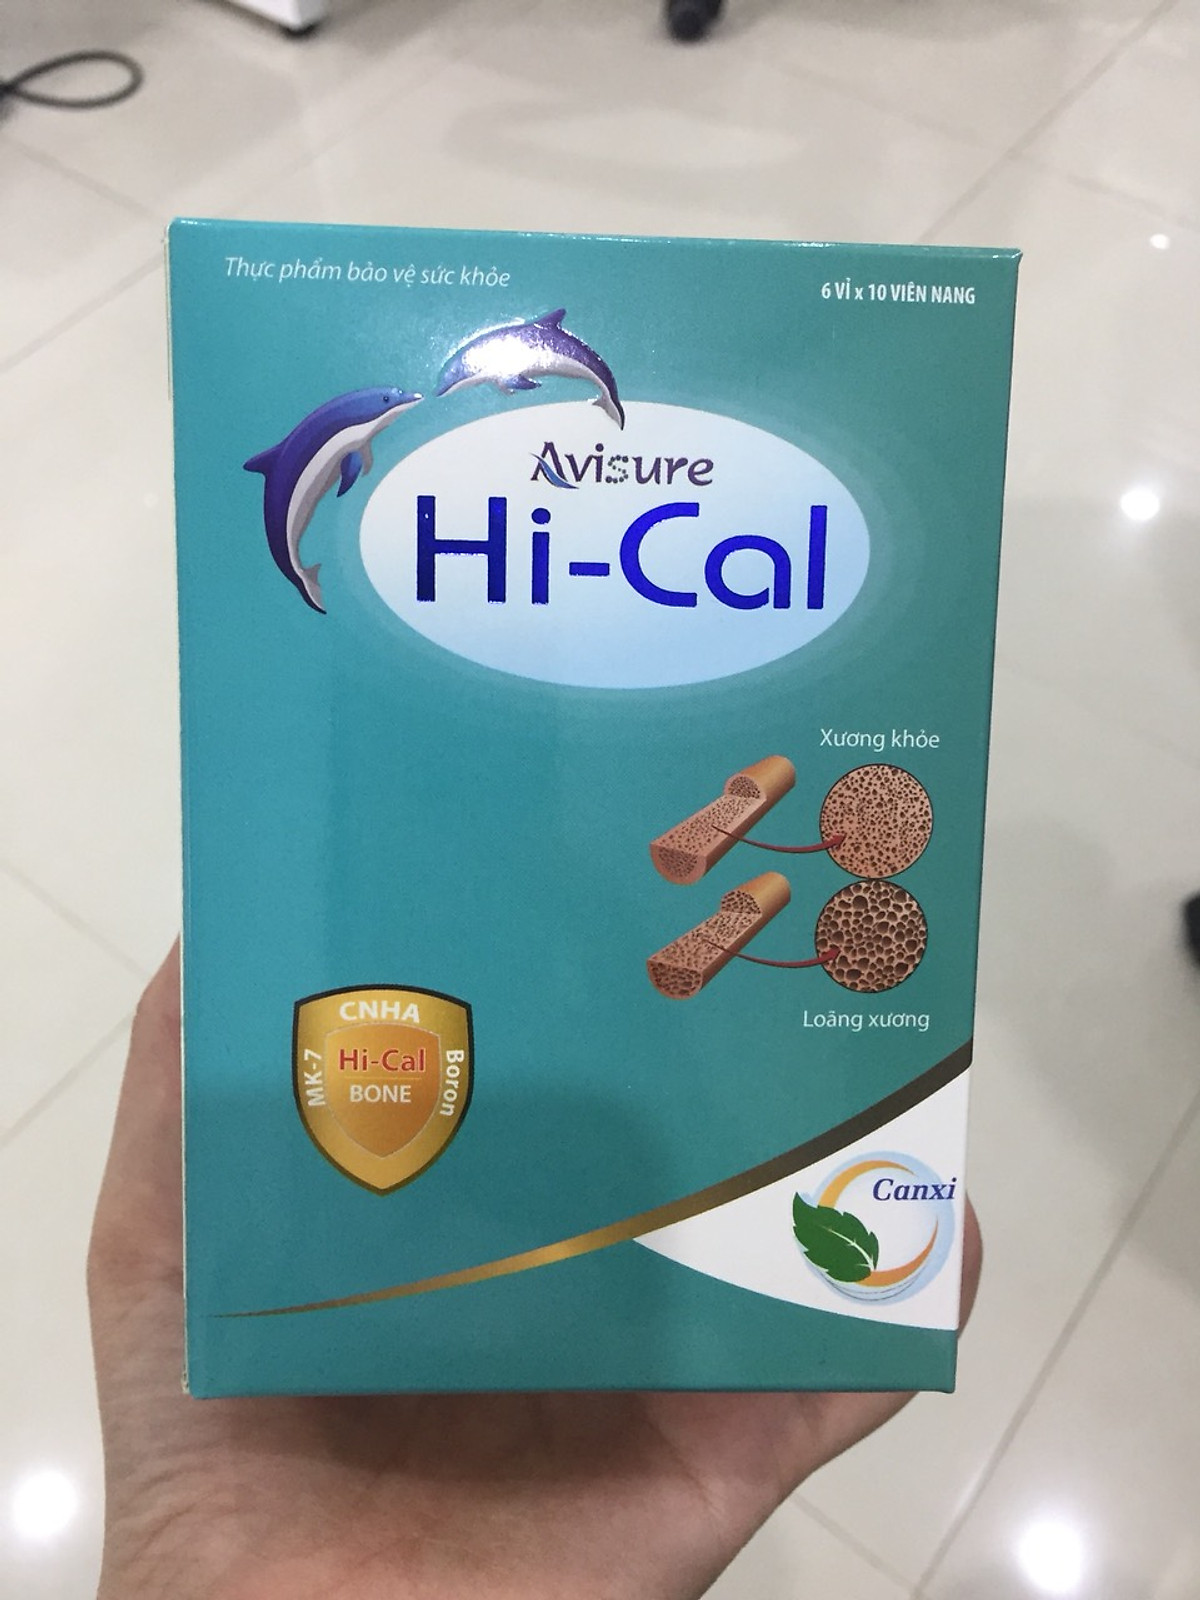 Thực phẩm bảo vệ sức khỏe
6 VỈ x 10 VIÊN NANG
Avisure
Hi-Cal
Xương khỏe
Loãng xương
CNHA
MK-7
Hi-Cal
BONE
Boron
Canxi